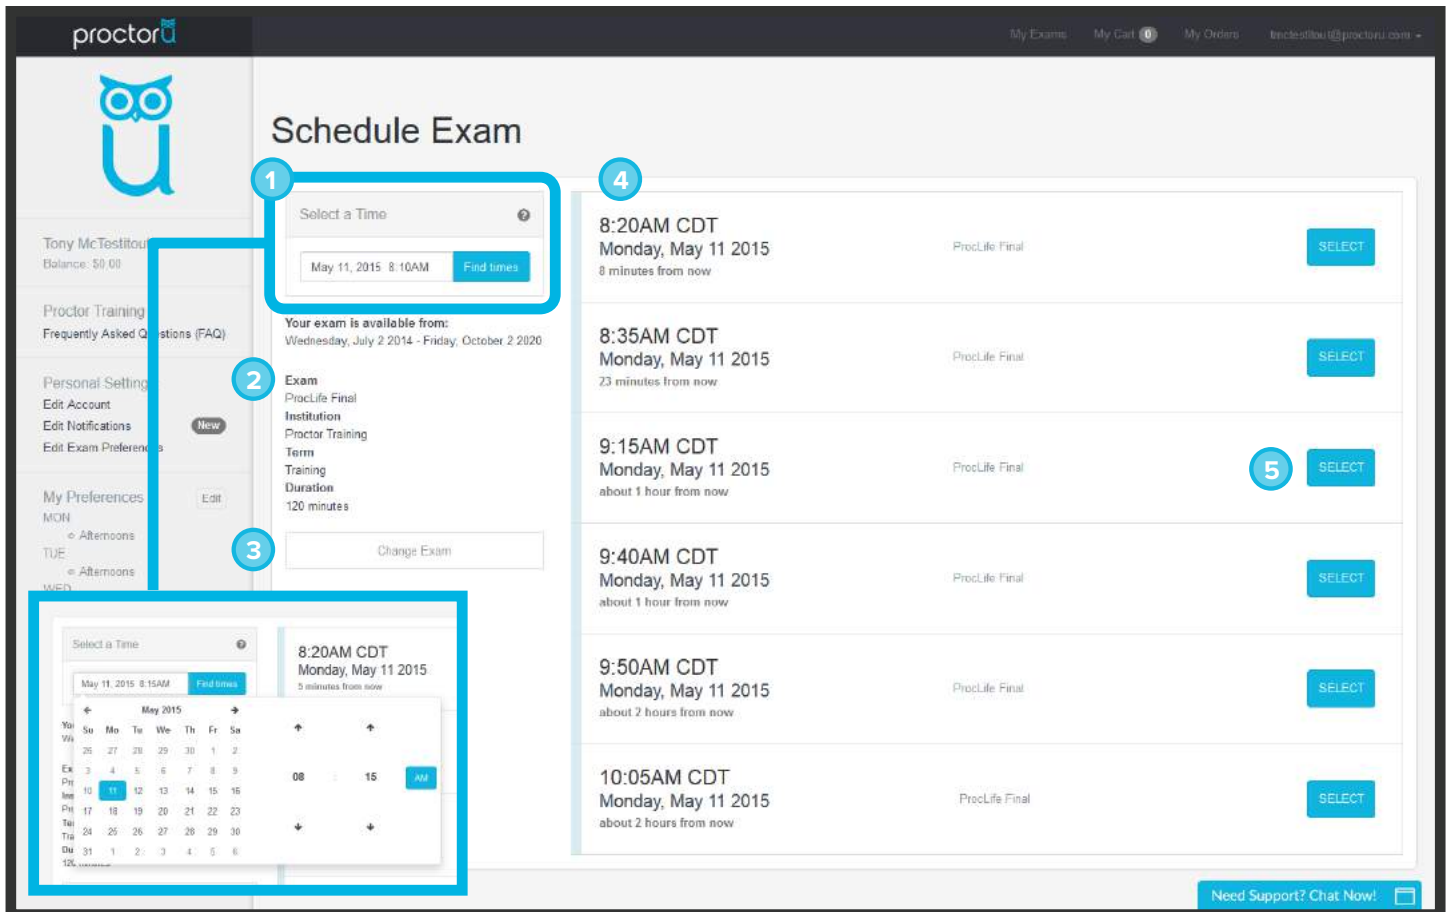 proctoru
My Exams
My Cart 0
My Orders
tmctestitout@proctoru.com
u
Schedule Exam
Tony McTestitout
Balance: $0.00
Proctor Training
Frequently Asked Q stions (FAQ)
Personal Setting
Edit Account
Edit Notifications
New
Edit Exam Preferenc s
My Preferences
Edit
MON
Afternoons
TUE
Afternoons
WED
1
Select a Time
?
May 11, 2015 8:10AM
Find times
Your exam is available from:
Wednesday, July 2 2014 - Friday, October 2 2020
2
Exam
ProcLife Final
Institution
Proctor Training
Term
Training
Duration
120 minutes
3
Change Exam
4
8:20AM CDT
Monday, May 11 2015
8 minutes from now
ProcLife Final
SELECT
8:35AM CDT
Monday, May 11 2015
23 minutes from now
ProcLife Final
SELECT
9:15AM CDT
Monday, May 11 2015
about 1 hour from now
ProcLife Final
5
SELECT
9:40AM CDT
Monday, May 11 2015
about 1 hour from now
ProcLife Final
SELECT
9:50AM CDT
Monday, May 11 2015
about 2 hours from now
ProcLife Final
SELECT
10:05AM CDT
Monday, May 11 2015
about 2 hours from now
ProcLife Final
SELECT
Select a Time
?
May 11, 2015 8:15AM
Find times
8:20AM CDT
Monday, May 11 2015
5 minutes from now
May 2015
Su Mo Tu We Th Fr Sa
26 27 28 29 30 1 2
3 4 5 6 7 8 9
10 11 12 13 14 15 16
17 18 19 20 21 22 23
24 25 26 27 28 29 30
31 1 2 3 4 5 6
08 : 15 AM
You
Ex
Du
Need Support? Chat Now!